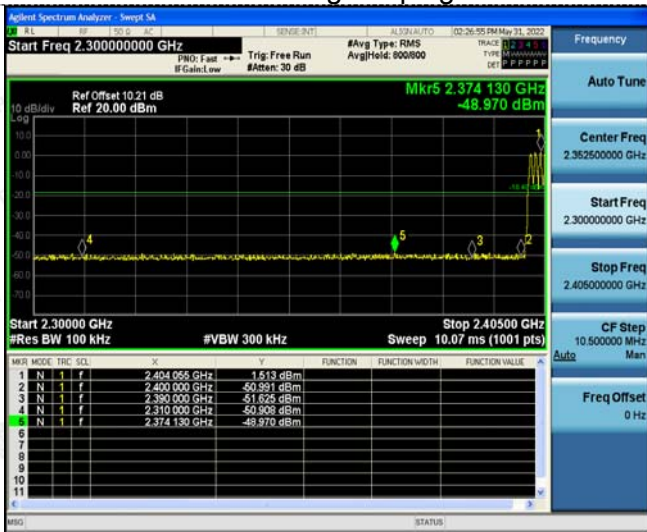 Agilent Spectrum Analyzer - Swept SA
RL RF 50 Ω AC SENSE:INT ALIGN AUTO 02:26:55 PM May 31, 2022
Start Freq 2.300000000 GHz
PNO: Fast
IFGain:Low
Trig: Free Run
#Atten: 30 dB
#Avg Type: RMS
Avg|Hold: 800/800
TRACE 1 2 3 4 5
TYPE
DET P P P P P P
Frequency
Ref Offset 10.21 dB
Ref 20.00 dBm
10 dB/div
Log
Mkr5 2.374 130 GHz
-48.970 dBm
10.0
0.00
-10.0
-20.0
-30.0
-40.0
-50.0
-60.0
-70.0
1
4
5
3
2
Start 2.30000 GHz
#Res BW 100 kHz
#VBW 300 kHz
Stop 2.40500 GHz
Sweep 10.07 ms (1001 pts)
MKR MODE TRC SCL X Y FUNCTION FUNCTION WIDTH FUNCTION VALUE
1 N 1 f 2.404 055 GHz 1.513 dBm
2 N 1 f 2.400 000 GHz -50.991 dBm
3 N 1 f 2.390 000 GHz -51.625 dBm
4 N 1 f 2.310 000 GHz -50.908 dBm
5 N 1 f 2.374 130 GHz -48.970 dBm
6
7
8
9
10
11
MSG
STATUS
Auto Tune
Center Freq
2.352500000 GHz
Start Freq
2.300000000 GHz
Stop Freq
2.405000000 GHz
CF Step
10.500000 MHz
Auto Man
Freq Offset
0 Hz